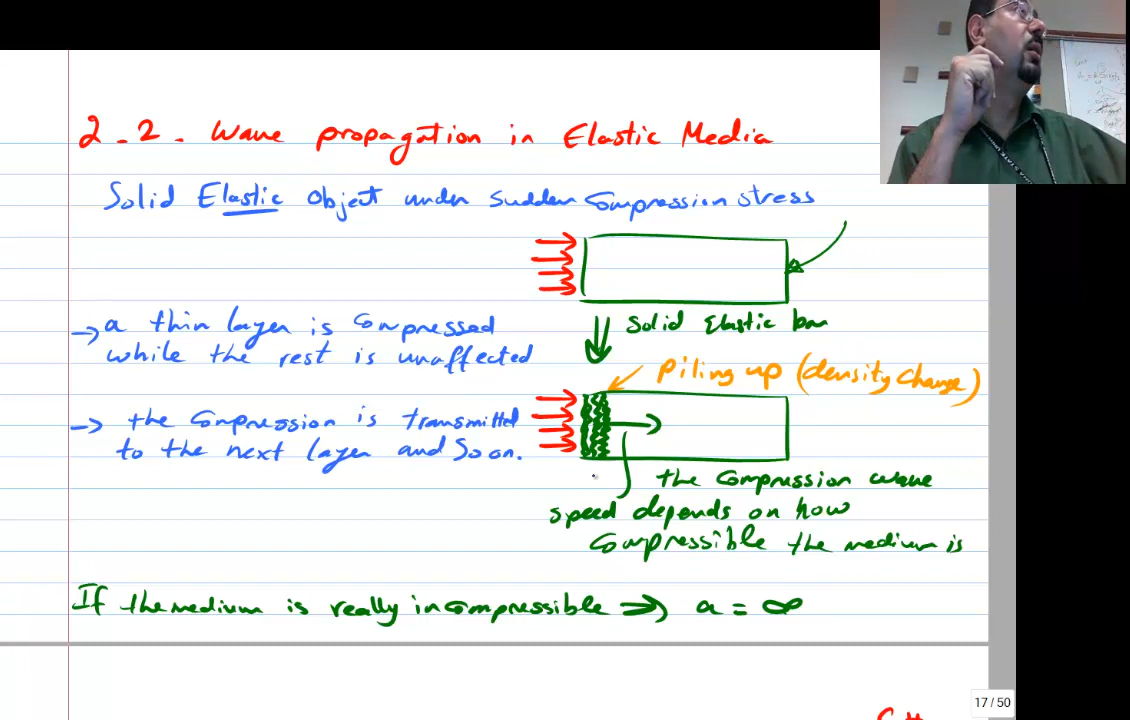 2-2- Wave propagation in Elastic Media
Solid Elastic Object under sudden Compression stress
Solid Elastic bar
→ a thin layer is Compressed
while the rest is unaffected
Piling up (density Change)
→ the Compression is transmitted
to the next layer and so on.
the Compression wave
speed depends on how
Compressible the medium is
If the medium is really incompressible ⇒ a = ∞
17/50